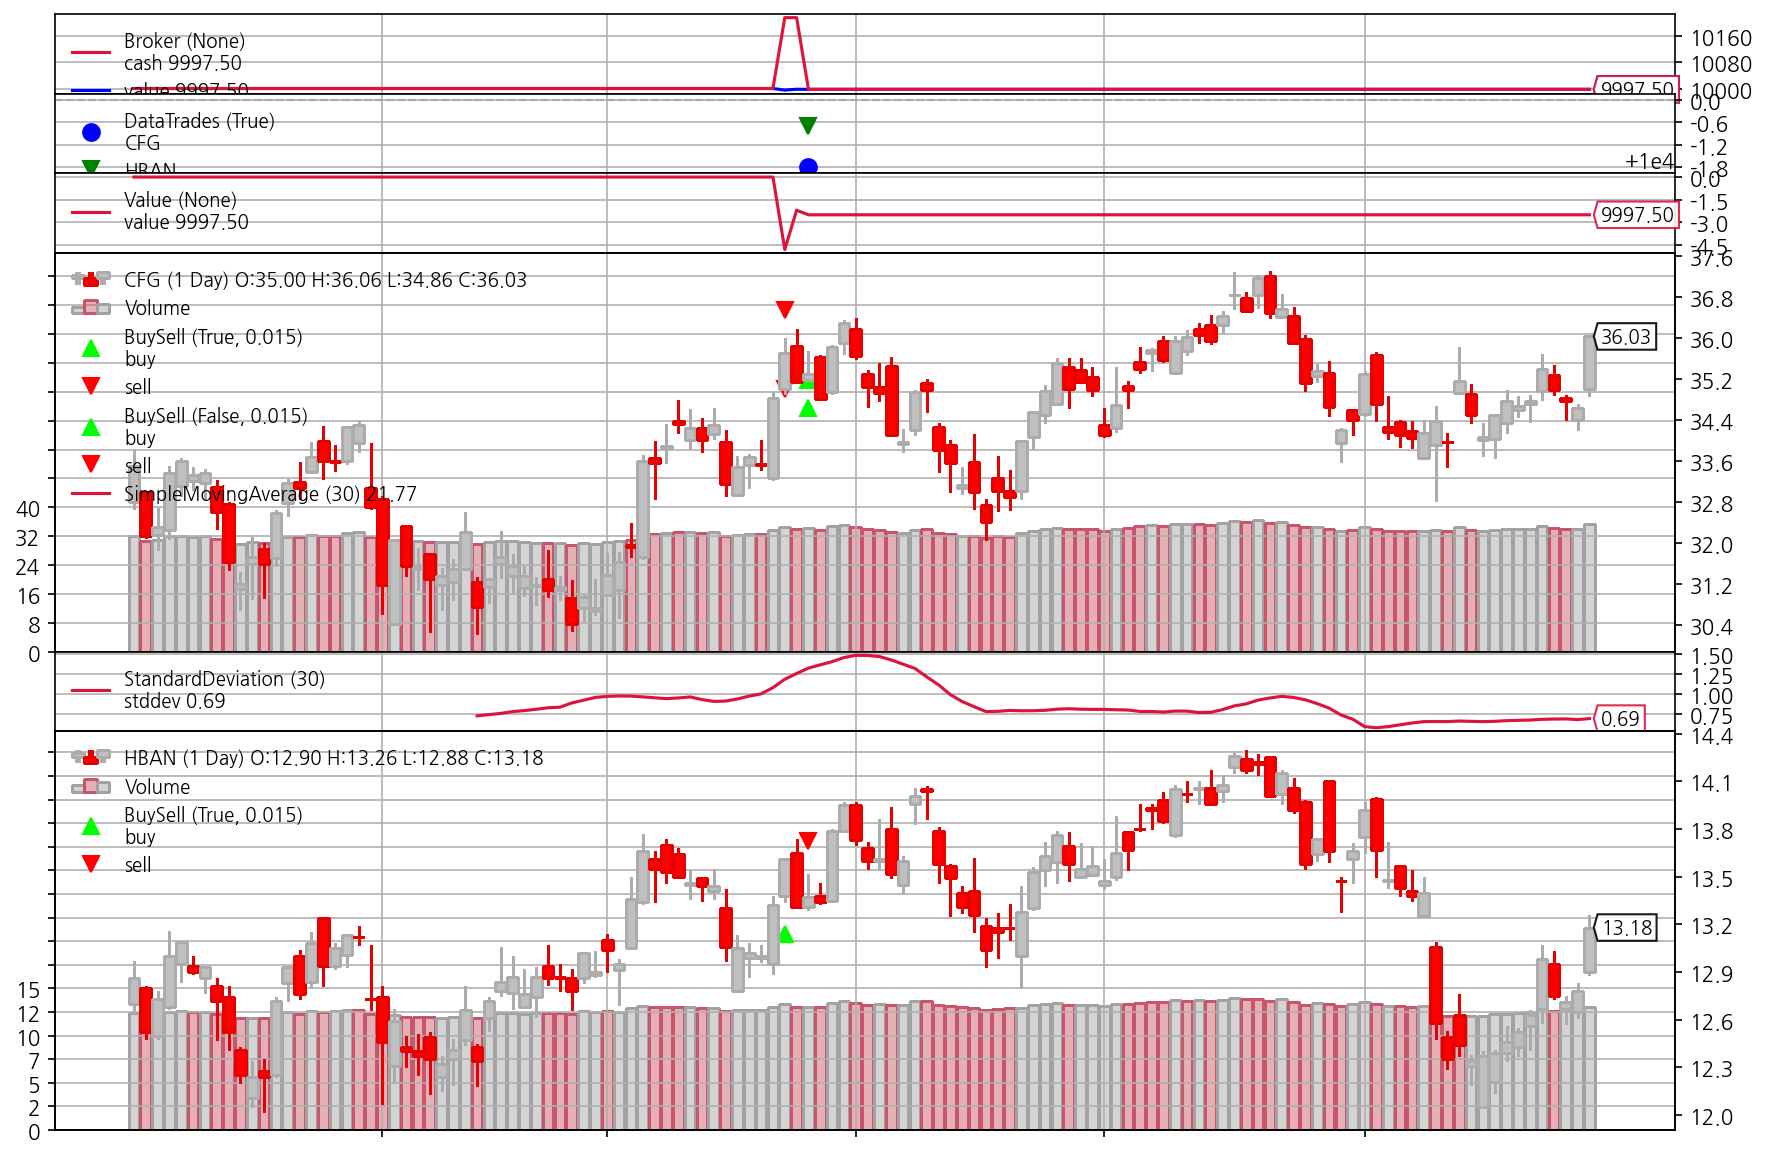 Broker (None)
cash 9997.50
value 9997.50
10160
10080
10000
9997.50
DataTrades (True)
CFG
HBAN
0.0
-0.6
-1.2
-1.8
+1e4
Value (None)
value 9997.50
0.0
-1.5
-3.0
-4.5
9997.50
CFG (1 Day) O:35.00 H:36.06 L:34.86 C:36.03
Volume
BuySell (True, 0.015)
buy
sell
BuySell (False, 0.015)
buy
sell
SimpleMovingAverage (30) 21.77
40
32
24
16
8
0
37.6
36.8
36.0
35.2
34.4
33.6
32.8
32.0
31.2
30.4
36.03
StandardDeviation (30)
stddev 0.69
1.50
1.25
1.00
0.75
0.69
HBAN (1 Day) O:12.90 H:13.26 L:12.88 C:13.18
Volume
BuySell (True, 0.015)
buy
sell
15
12
10
7
5
2
0
14.4
14.1
13.8
13.5
13.2
12.9
12.6
12.3
12.0
13.18